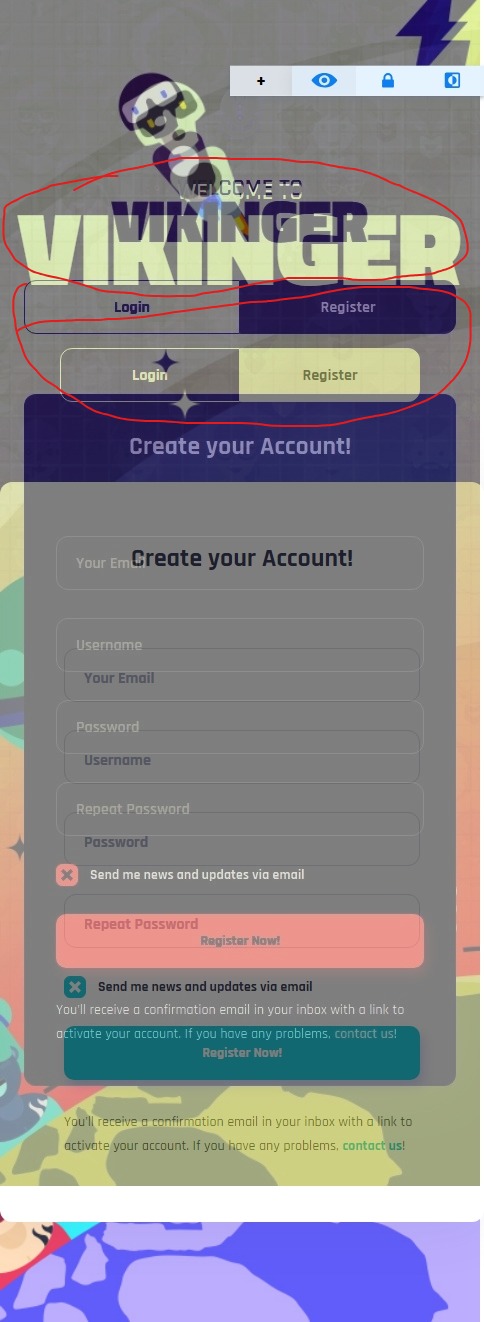 +
WELCOME TO
WELCOME TO
VIKINGER
VIKINGER
Login Register
Login Register
Create your Account!
Create your Account!
Your Email
Username
Your Email
Password
Username
Repeat Password
Password
Send me news and updates via email
Repeat Password
Register Now!
Send me news and updates via email
You'll receive a confirmation email in your inbox with a link to
activate your account. If you have any problems, contact us!
Register Now!
You'll receive a confirmation email in your inbox with a link to
activate your account. If you have any problems, contact us!